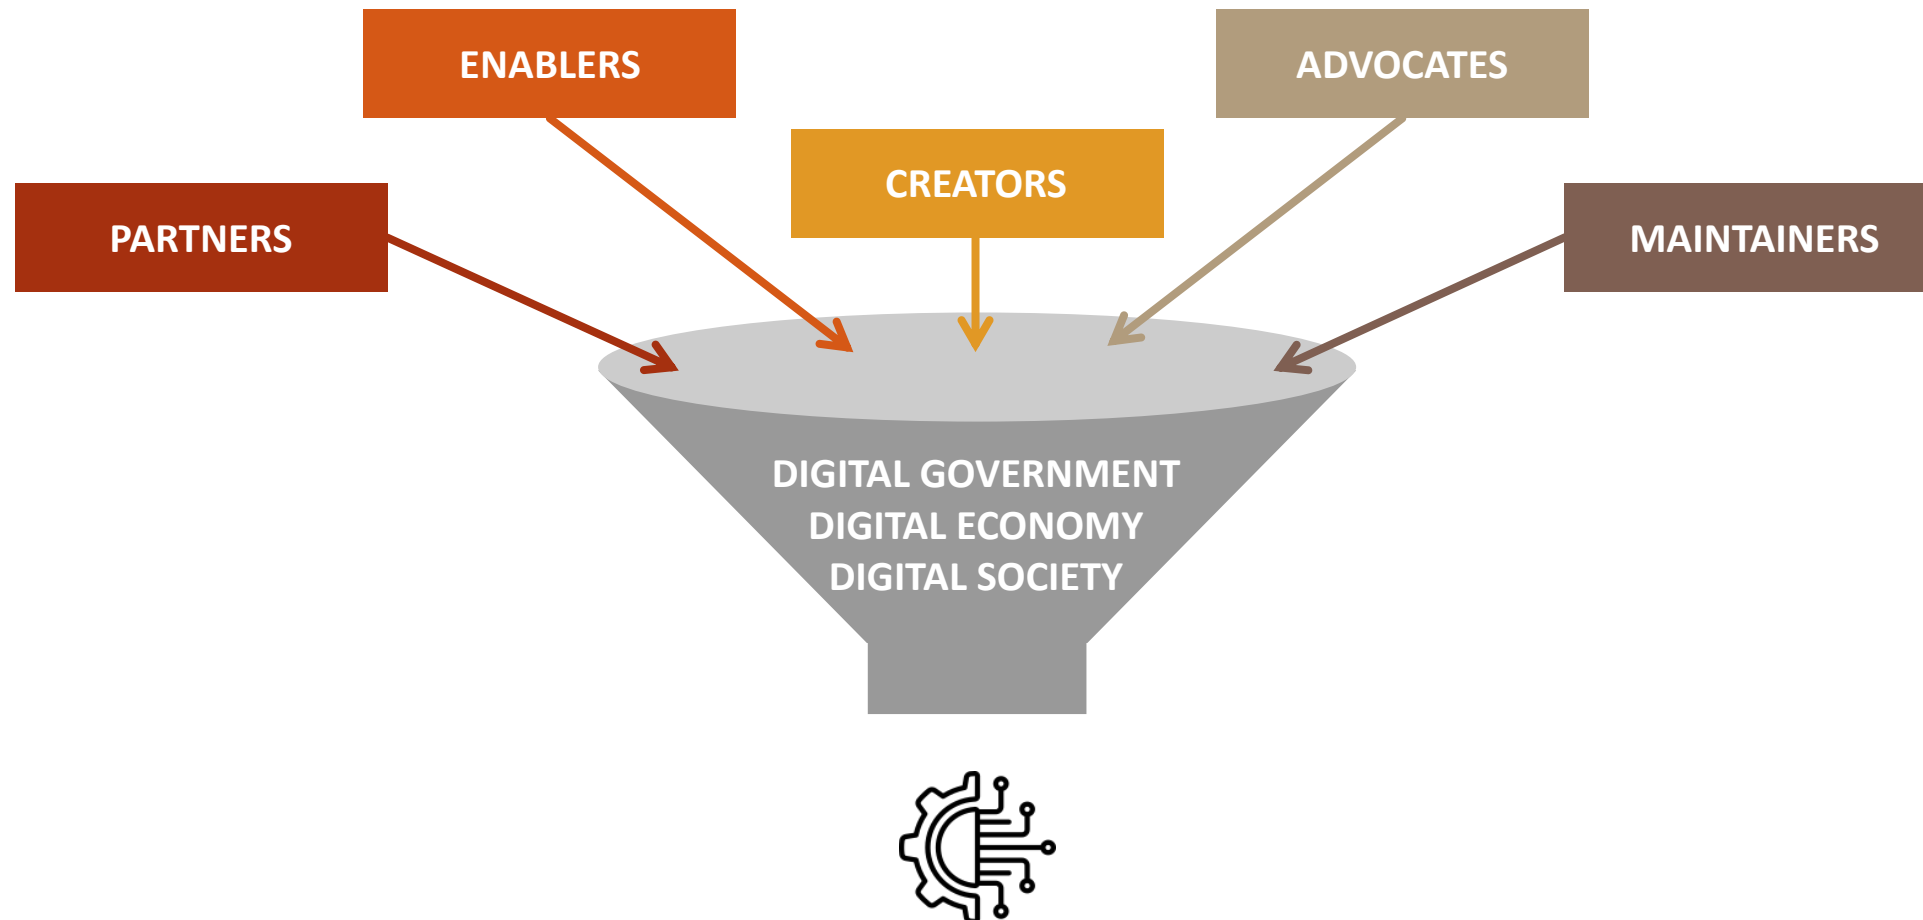 ENABLERS
ADVOCATES
CREATORS
PARTNERS
MAINTAINERS
DIGITAL GOVERNMENT
DIGITAL ECONOMY
DIGITAL SOCIETY